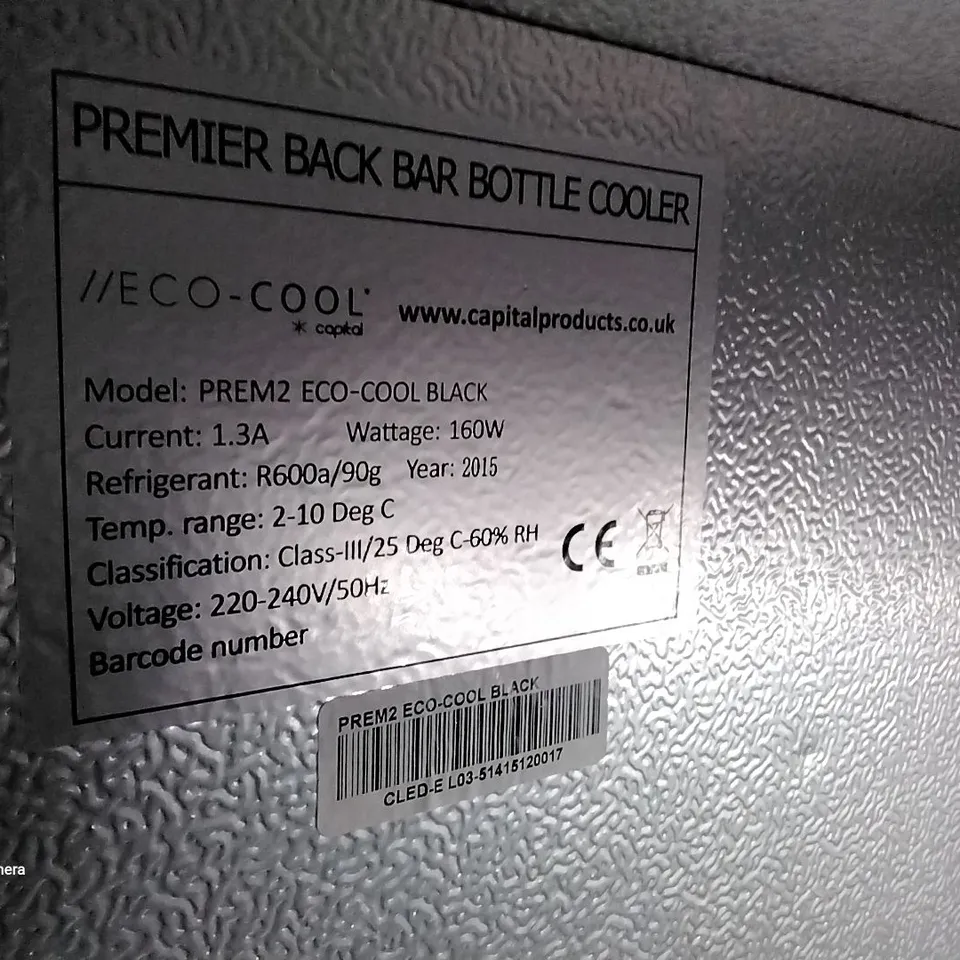 PREMIER BACK BAR BOTTLE COOLER
//ECO-COOL
capital
www.capitalproducts.co.uk
Model: PREM2 ECO-COOL BLACK
Current: 1.3A Wattage: 160W
Refrigerant: R600a/90g Year: 2015
Temp. range: 2-10 Deg C
Classification: Class-III/25 Deg C-60% RH CE
Voltage: 220-240V/50Hz
Barcode number
PREM2 ECO-COOL BLACK
CLED-E L03-51415120017
nera